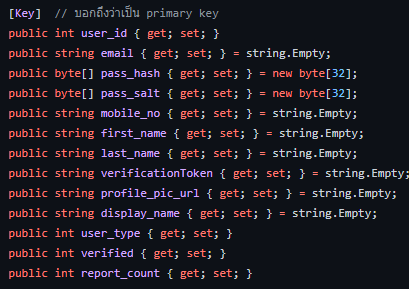 [Key]  // บอกถึงว่าเป็น primary key
public int user_id { get; set; }
public string email { get; set; } = string.Empty;
public byte[] pass_hash { get; set; } = new byte[32];
public byte[] pass_salt { get; set; } = new byte[32];
public string mobile_no { get; set; } = string.Empty;
public string first_name { get; set; } = string.Empty;
public string last_name { get; set; } = string.Empty;
public string verificationToken { get; set; } = string.Empty;
public string profile_pic_url { get; set; } = string.Empty;
public string display_name { get; set; } = string.Empty;
public int user_type { get; set; }
public int verified { get; set; }
public int report_count { get; set; }